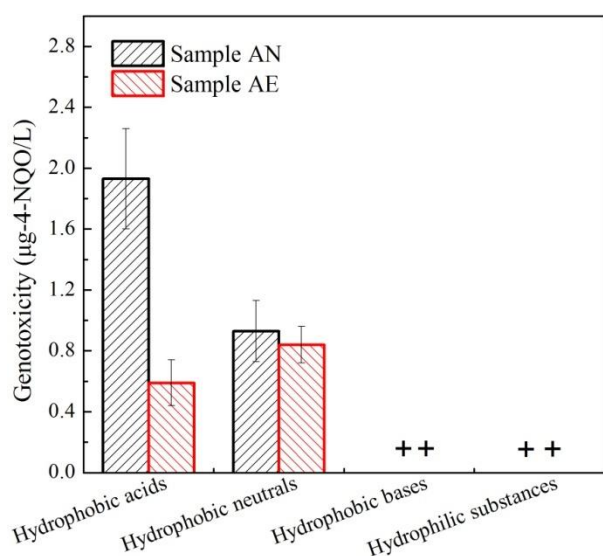 Genotoxicity (μg-4-NQO/L)
2.8
2.4
2.0
1.6
1.2
0.8
0.4
0.0
Sample AN
Sample AE
++
++
Hydrophobic acids
Hydrophobic neutrals
Hydrophobic bases
Hydrophilic substances